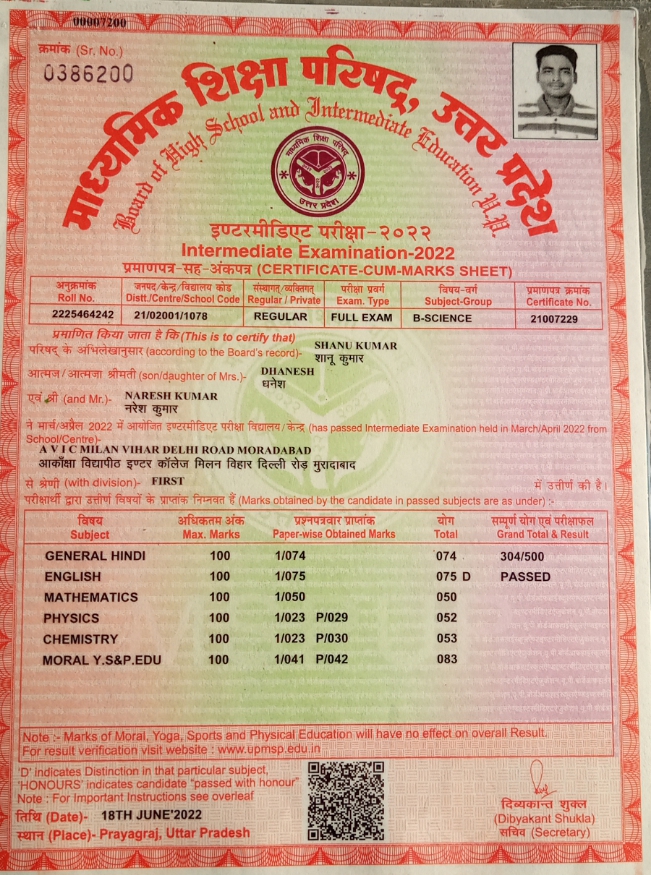 00007200
क्रमांक (Sr. No.)
0386200
माध्यमिक शिक्षा परिषद्, उत्तर प्रदेश
Board of High School and Intermediate Education U.P.
माध्यमिक शिक्षा परिषद
उत्तर प्रदेश
इण्टरमीडिएट परीक्षा-२०२२
Intermediate Examination-2022
प्रमाणपत्र-सह-अंकपत्र (CERTIFICATE-CUM-MARKS SHEET)
अनुक्रमांक जनपद/केन्द्र/विद्यालय कोड संस्थागत/व्यक्तिगत परीक्षा प्रवर्ग विषय-वर्ग प्रमाणपत्र क्रमांक
Roll No. Distt./Centre/School Code Regular / Private Exam. Type Subject-Group Certificate No.
2225464242 21/02001/1078 REGULAR FULL EXAM B-SCIENCE 21007229
प्रमाणित किया जाता है कि (This is to certify that)
परिषद् के अभिलेखानुसार (according to the Board's record)- SHANU KUMAR
शानू कुमार
आत्मज / आत्मजा श्रीमती (son/daughter of Mrs.)- DHANESH
धनेश
एवं श्री (and Mr.)- NARESH KUMAR
नरेश कुमार
ने मार्च/अप्रैल 2022 में आयोजित इण्टरमीडिएट परीक्षा विद्यालय/केन्द्र (has passed Intermediate Examination held in March/April 2022 from
School/Centre)-
A V I C MILAN VIHAR DELHI ROAD MORADABAD
आकाँक्षा विद्यापीठ इण्टर कॉलेज मिलन विहार दिल्ली रोड़ मुरादाबाद
से श्रेणी (with division)- FIRST में उत्तीर्ण की है।
परीक्षार्थी द्वारा उत्तीर्ण विषयों के प्राप्तांक निम्नवत हैं (Marks obtained by the candidate in passed subjects are as under) :-
विषय अधिकतम अंक प्रश्नपत्रवार प्राप्तांक योग सम्पूर्ण योग एवं परीक्षाफल
Subject Max. Marks Paper-wise Obtained Marks Total Grand Total & Result
GENERAL HINDI 100 1/074 074 304/500
ENGLISH 100 1/075 075 D PASSED
MATHEMATICS 100 1/050 050
PHYSICS 100 1/023 P/029 052
CHEMISTRY 100 1/023 P/030 053
MORAL Y.S&P.EDU 100 1/041 P/042 083
Note :- Marks of Moral, Yoga, Sports and Physical Education will have no effect on overall Result.
For result verification visit website : www.upmsp.edu.in
'D' indicates Distinction in that particular subject,
'HONOURS' indicates candidate "passed with honour"
Note : For Important Instructions see overleaf
तिथि (Date)- 18TH JUNE'2022
स्थान (Place)- Prayagraj, Uttar Pradesh
दिव्यकान्त शुक्ल
(Dibyakant Shukla)
सचिव (Secretary)